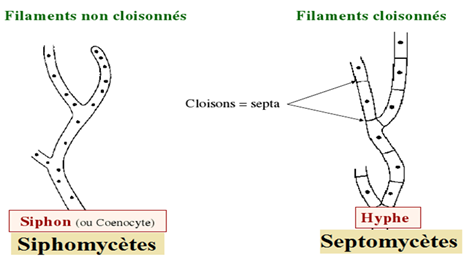 Filaments non cloisonnés
Filaments cloisonnés
Cloisons = septa
Siphon (ou Coenocyte)
Siphomycètes
Hyphe
Septomycètes